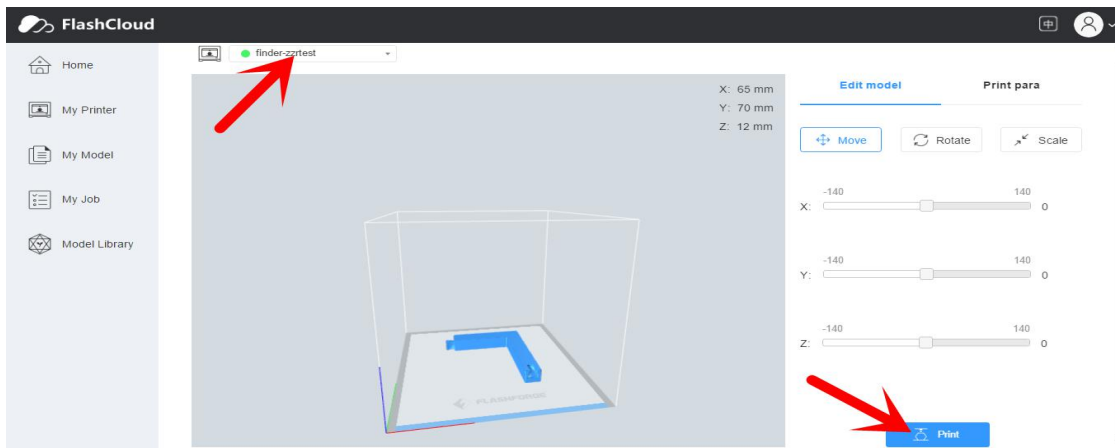 FlashCloud
中
finder-zzrtest
Home
My Printer
My Model
My Job
Model Library
X: 65 mm
Y: 70 mm
Z: 12 mm
FLASHFORGE
Edit model
Print para
Move
Rotate
Scale
-140
140
X:
0
-140
140
Y:
0
-140
140
Z:
0
Print